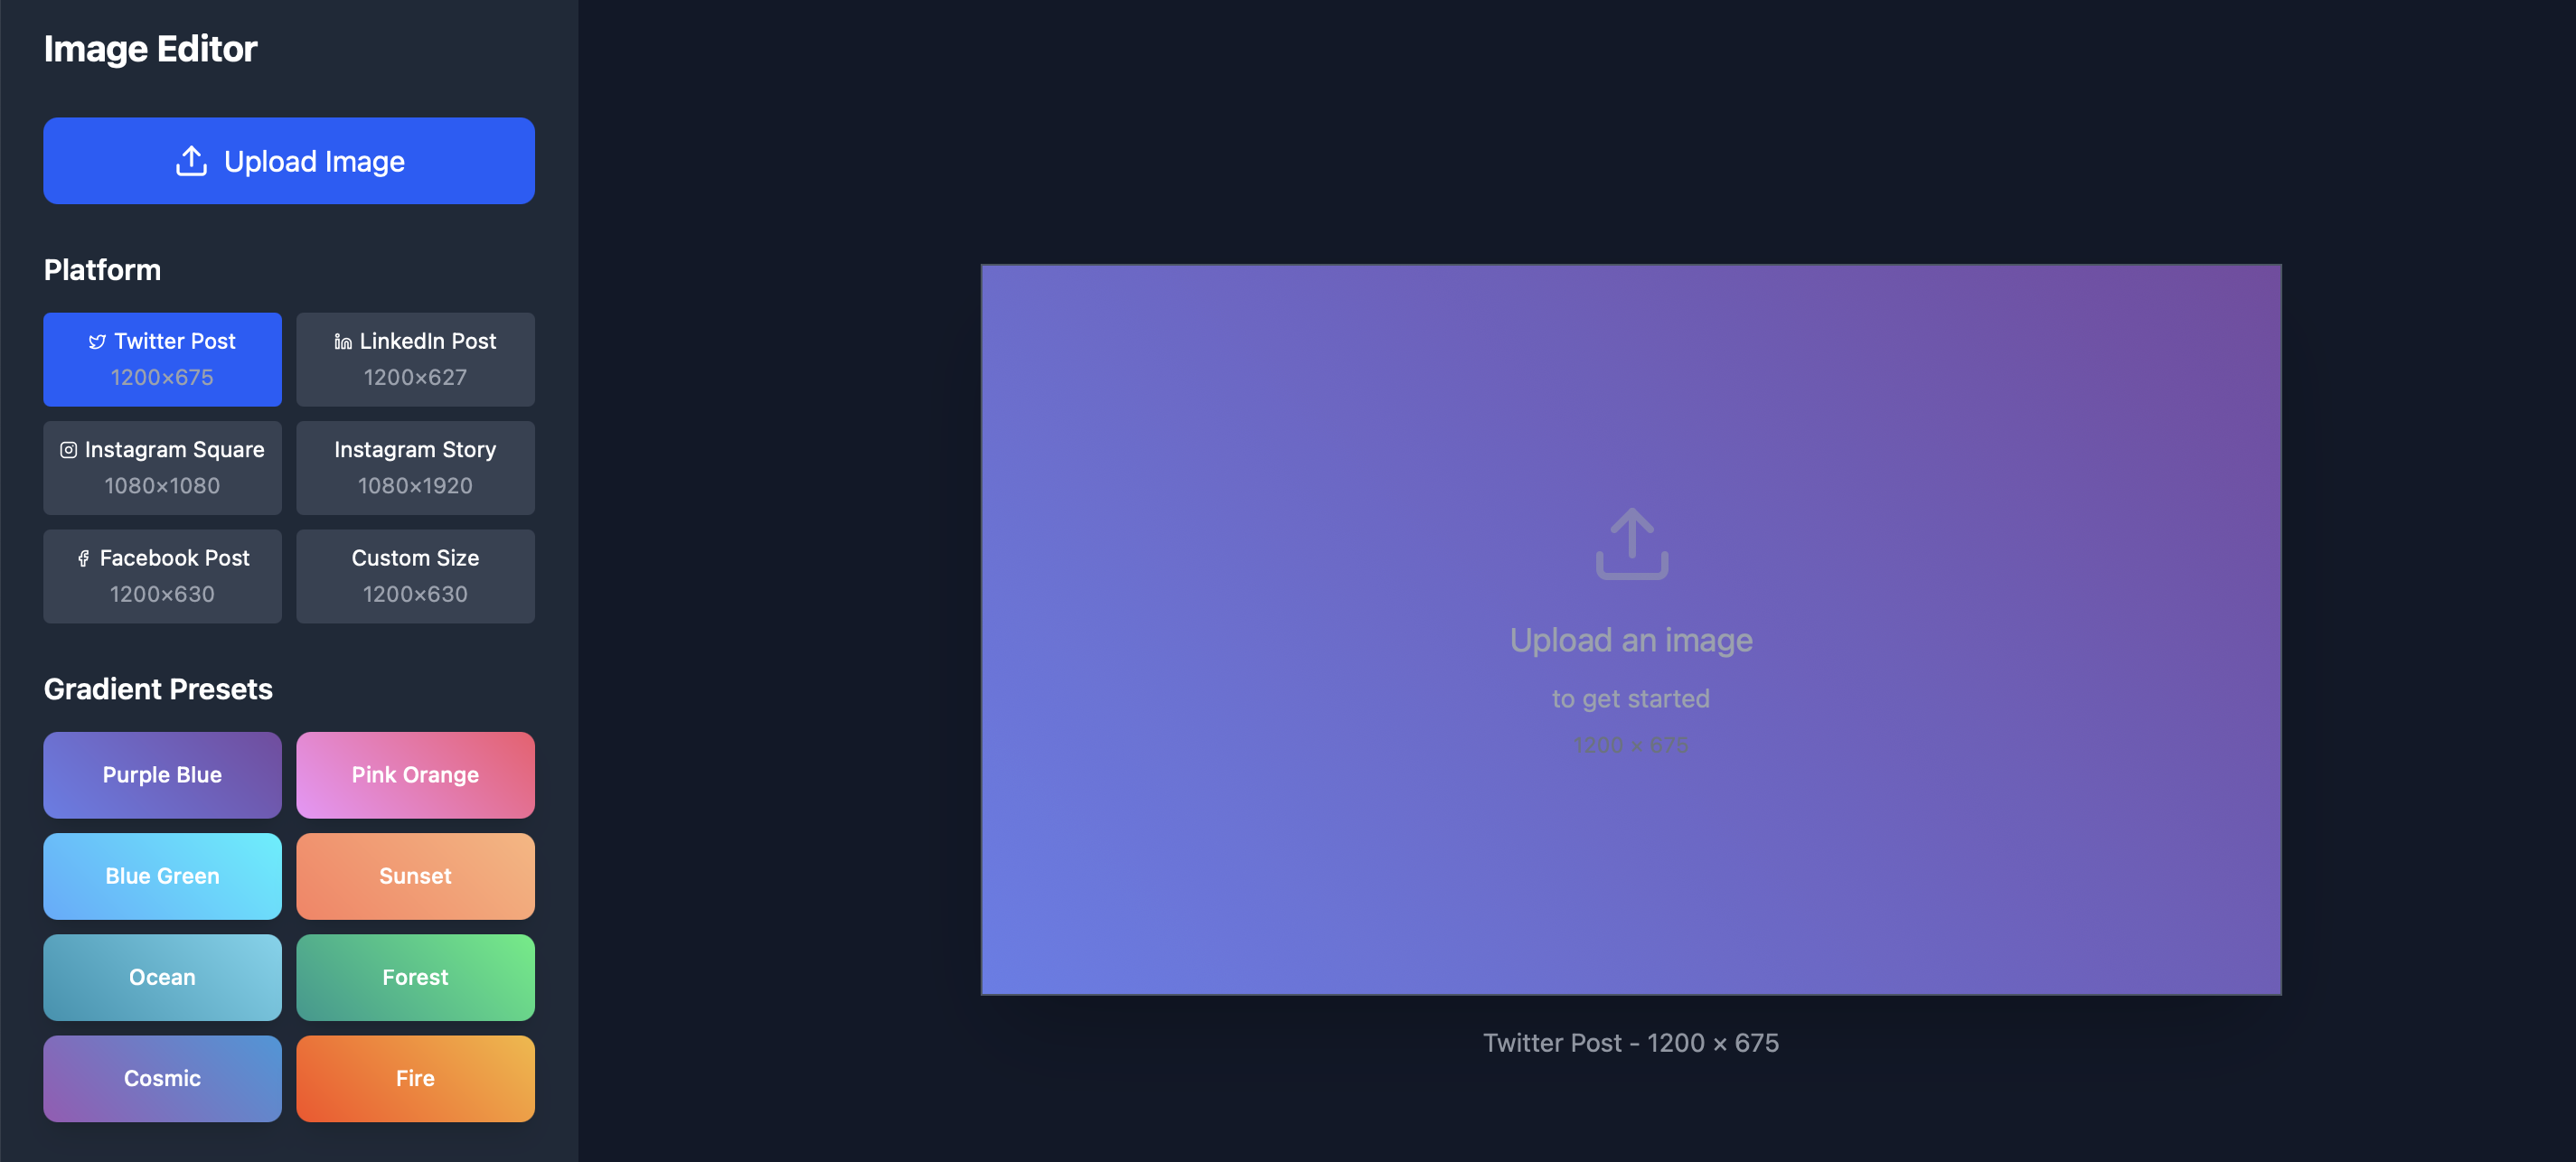 Image Editor
Upload Image
Platform
Twitter Post
1200×675
LinkedIn Post
1200×627
Instagram Square
1080×1080
Instagram Story
1080×1920
Facebook Post
1200×630
Custom Size
1200×630
Gradient Presets
Purple Blue
Pink Orange
Blue Green
Sunset
Ocean
Forest
Cosmic
Fire
Upload an image
to get started
1200 × 675
Twitter Post - 1200 × 675